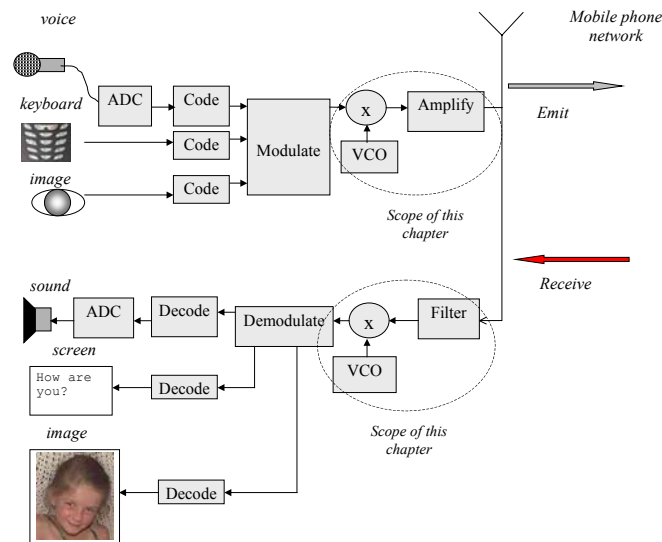 voice
Mobile phone
network
ADC
Code
keyboard
Code
Modulate
x
Amplify
VCO
Emit
image
Code
Scope of this
chapter
Receive
sound
ADC
Decode
Demodulate
x
Filter
VCO
screen
How are
you?
Decode
image
Scope of this
chapter
Decode